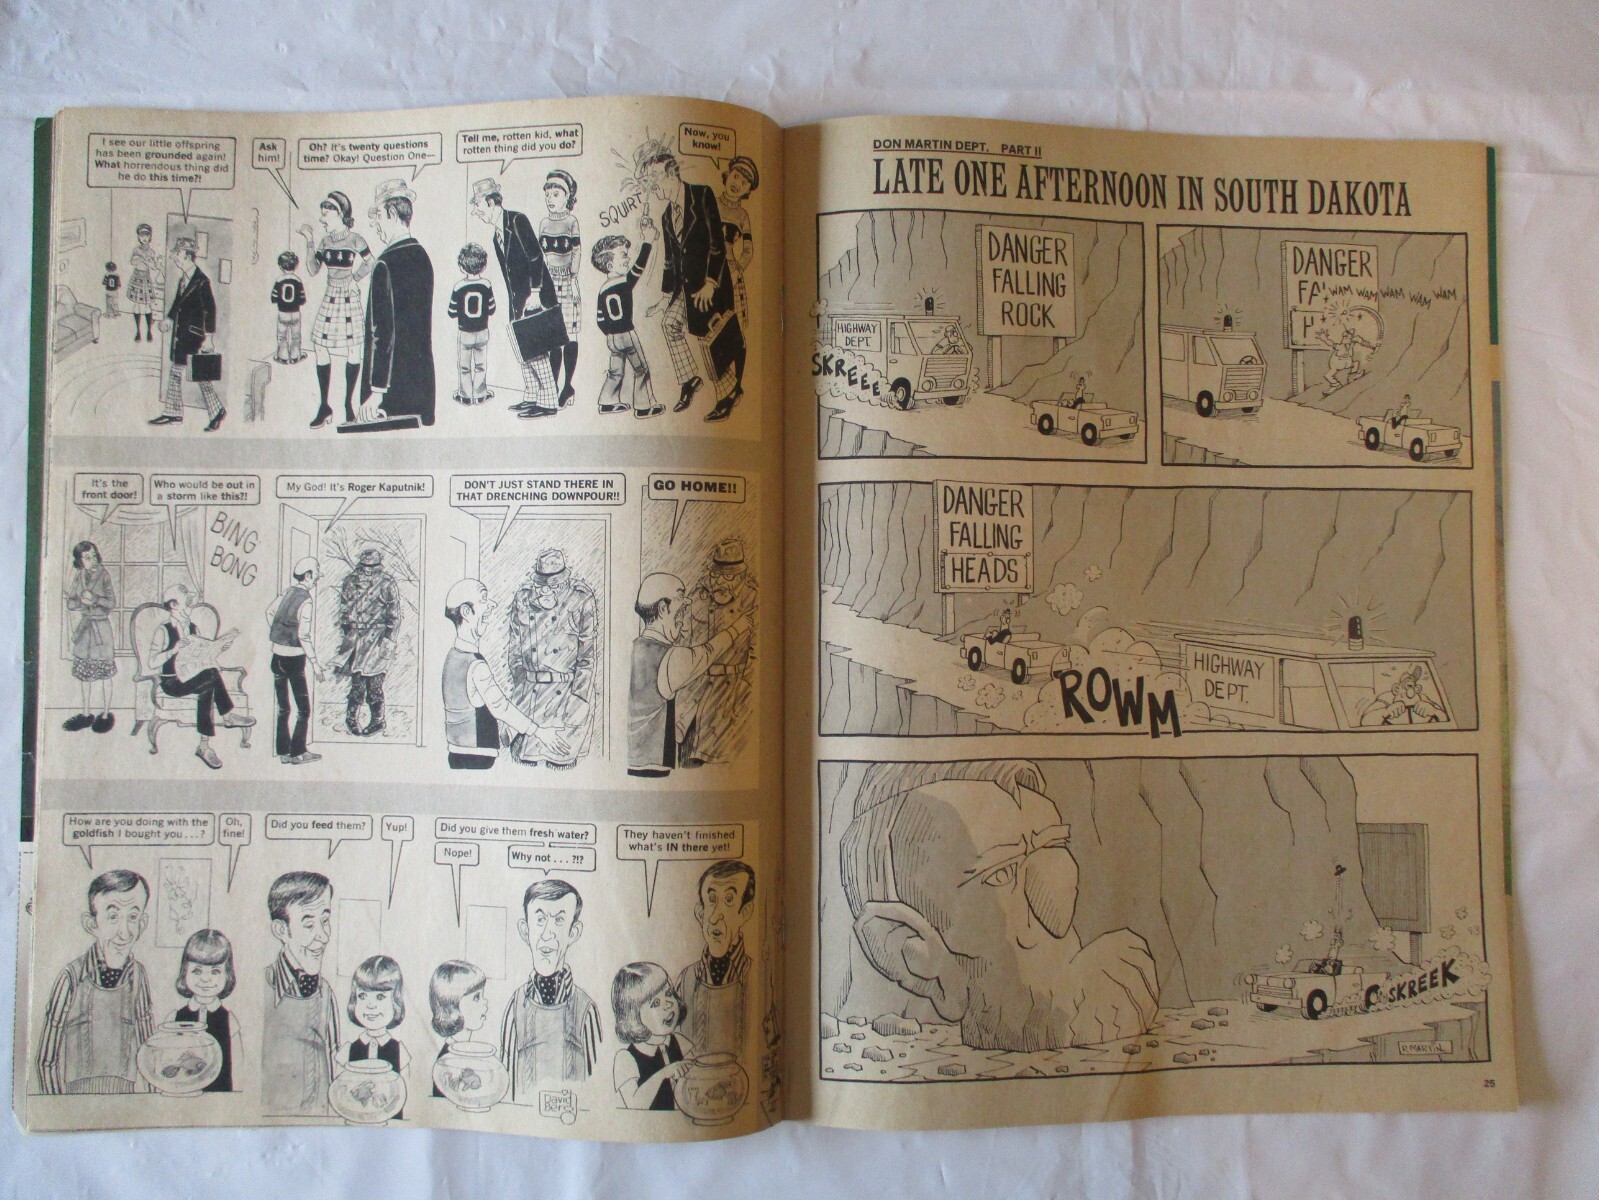 I see our little offspring
has been grounded again!
What horrendous thing did
he do this time?!
Ask
him!
Oh? It's twenty questions
time? Okay! Question One—
Tell me, rotten kid, what
rotten thing did you do?
SQUIRT
Now, you
know!
It's the
front door!
Who would be out in
a storm like this?!
BING
BONG
My God! It's Roger Kaputnik!
DON'T JUST STAND THERE IN
THAT DRENCHING DOWNPOUR!!
GO HOME!!
How are you doing with the
goldfish I bought you . . . ?
Oh,
fine!
Did you feed them?
Yup!
Did you give them fresh water?
Nope!
Why not . . . ?!?
They haven't finished
what's IN there yet!
David
Berg
DON MARTIN DEPT. PART II
LATE ONE AFTERNOON IN SOUTH DAKOTA
DANGER
FALLING
ROCK
HIGHWAY
DEPT.
SKREEE
DANGER
FA
WAM WAM WAM WAM WAM
H
DANGER
FALLING
HEADS
HIGHWAY
DEPT.
ROWM
SKREEK
D. MARTIN
25